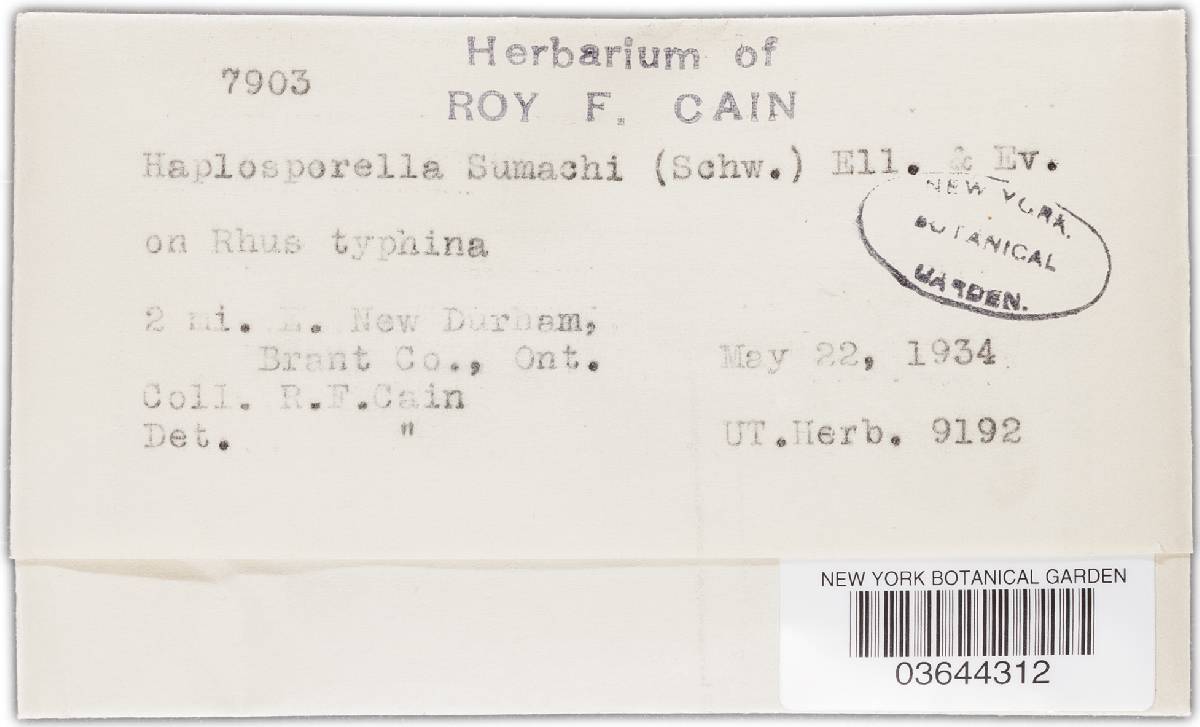 Herbarium of
7903
ROY F. CAIN
Haplosporella Sumachi (Schw.) Ell. & Ev.
NEW YORK
BOTANICAL
GARDEN.
on Rhus typhina
2 mi. E. New Durham,
Brant Co., Ont. May 22, 1934
Coll. R.F.Cain
Det. " UT.Herb. 9192
NEW YORK BOTANICAL GARDEN
03644312